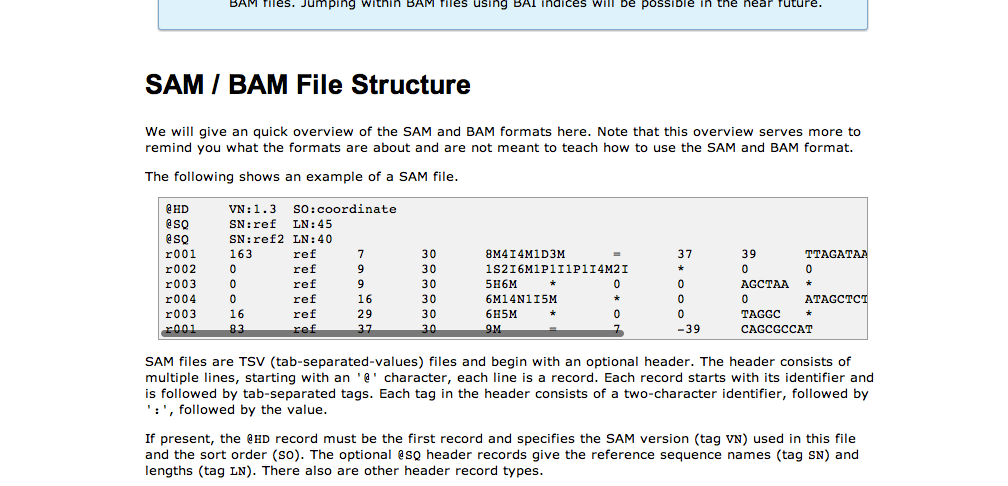 BAM files. Jumping within BAM files using BAI indices will be possible in the near future.
SAM / BAM File Structure
We will give an quick overview of the SAM and BAM formats here. Note that this overview serves more to
remind you what the formats are about and are not meant to teach how to use the SAM and BAM format.
The following shows an example of a SAM file.
@HD VN:1.3 SO:coordinate
@SQ SN:ref LN:45
@SQ SN:ref2 LN:40
r001 163 ref 7 30 8M4I4M1D3M = 37 39 TTAGATAA
r002 0 ref 9 30 1S2I6M1P1I1P1I4M2I * 0 0
r003 0 ref 9 30 5H6M * 0 0 AGCTAA *
r004 0 ref 16 30 6M14N1I5M * 0 0 ATAGCTCT
r003 16 ref 29 30 6H5M * 0 0 TAGGC *
r001 83 ref 37 30 9M = 7 -39 CAGCGCCAT
SAM files are TSV (tab-separated-values) files and begin with an optional header. The header consists of
multiple lines, starting with an '@' character, each line is a record. Each record starts with its identifier and
is followed by tab-separated tags. Each tag in the header consists of a two-character identifier, followed by
':', followed by the value.
If present, the @HD record must be the first record and specifies the SAM version (tag VN) used in this file
and the sort order (SO). The optional @SQ header records give the reference sequence names (tag SN) and
lengths (tag LN). There also are other header record types.